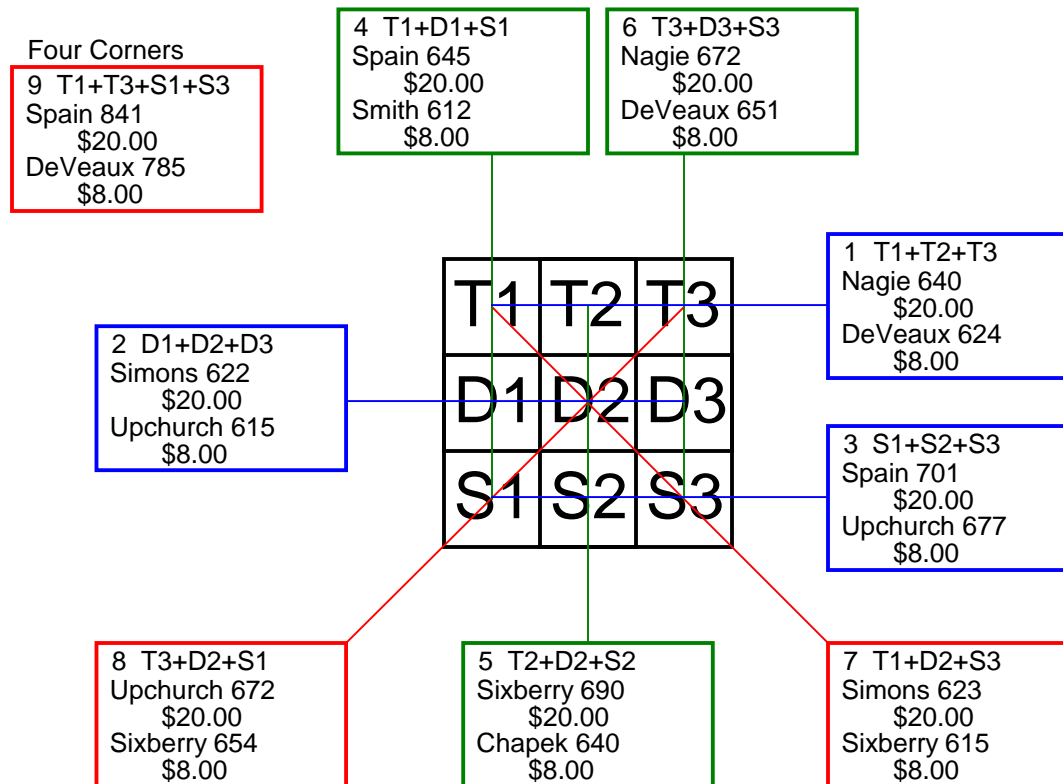 Four Corners
9 T1+T3+S1+S3
Spain 841
$20.00
DeVeaux 785
$8.00
4 T1+D1+S1
Spain 645
$20.00
Smith 612
$8.00
6 T3+D3+S3
Nagie 672
$20.00
DeVeaux 651
$8.00
1 T1+T2+T3
Nagie 640
$20.00
DeVeaux 624
$8.00
2 D1+D2+D3
Simons 622
$20.00
Upchurch 615
$8.00
T1 T2 T3
D1 D2 D3
S1 S2 S3
3 S1+S2+S3
Spain 701
$20.00
Upchurch 677
$8.00
8 T3+D2+S1
Upchurch 672
$20.00
Sixberry 654
$8.00
5 T2+D2+S2
Sixberry 690
$20.00
Chapek 640
$8.00
7 T1+D2+S3
Simons 623
$20.00
Sixberry 615
$8.00